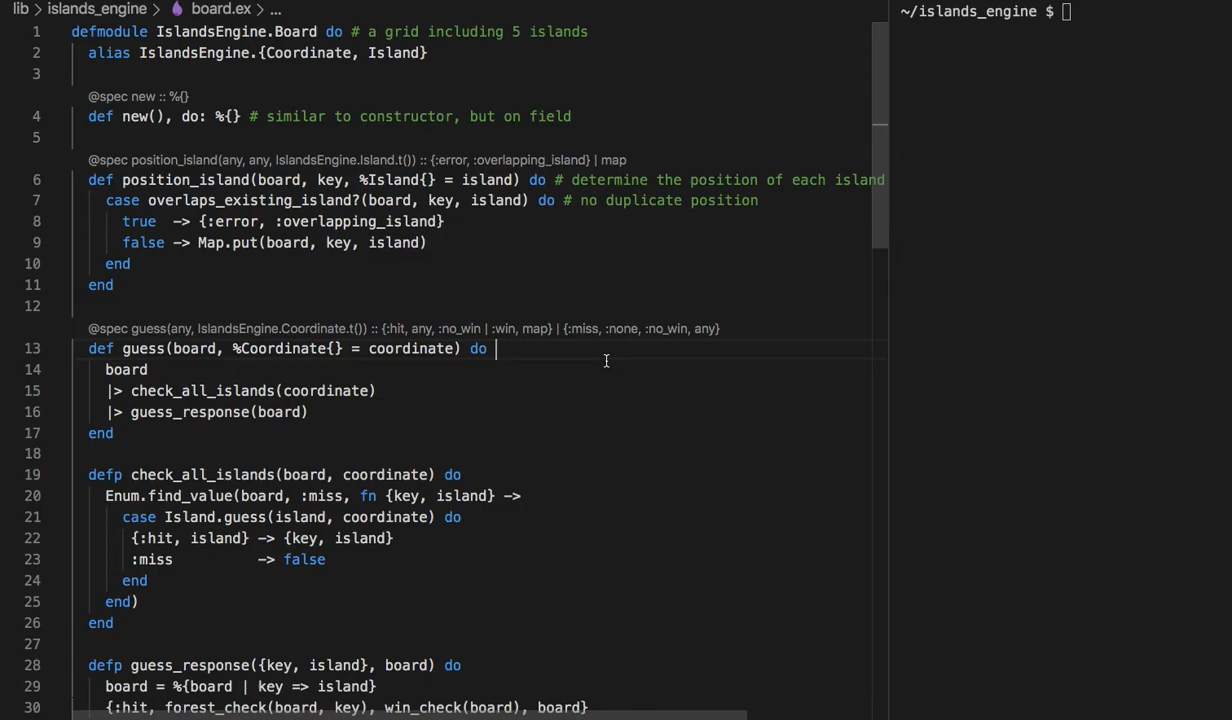 lib > islands_engine > board.ex > ...
1 defmodule IslandsEngine.Board do # a grid including 5 islands
2 alias IslandsEngine.{Coordinate, Island}
3
@spec new :: %{}
4 def new(), do: %{} # similar to constructor, but on field
5
@spec position_island(any, any, IslandsEngine.Island.t()) :: {:error, :overlapping_island} | map
6 def position_island(board, key, %Island{} = island) do # determine the position of each island
7 case overlaps_existing_island?(board, key, island) do # no duplicate position
8 true -> {:error, :overlapping_island}
9 false -> Map.put(board, key, island)
10 end
11 end
12
@spec guess(any, IslandsEngine.Coordinate.t()) :: {:hit, any, :no_win | :win, map} | {:miss, :none, :no_win, any}
13 def guess(board, %Coordinate{} = coordinate) do
14 board
15 |> check_all_islands(coordinate)
16 |> guess_response(board)
17 end
18
19 defp check_all_islands(board, coordinate) do
20 Enum.find_value(board, :miss, fn {key, island} ->
21 case Island.guess(island, coordinate) do
22 {:hit, island} -> {key, island}
23 :miss -> false
24 end
25 end)
26 end
27
28 defp guess_response({key, island}, board) do
29 board = %{board | key => island}
30 {:hit, forest_check(board, key), win_check(board), board}
~/islands_engine $